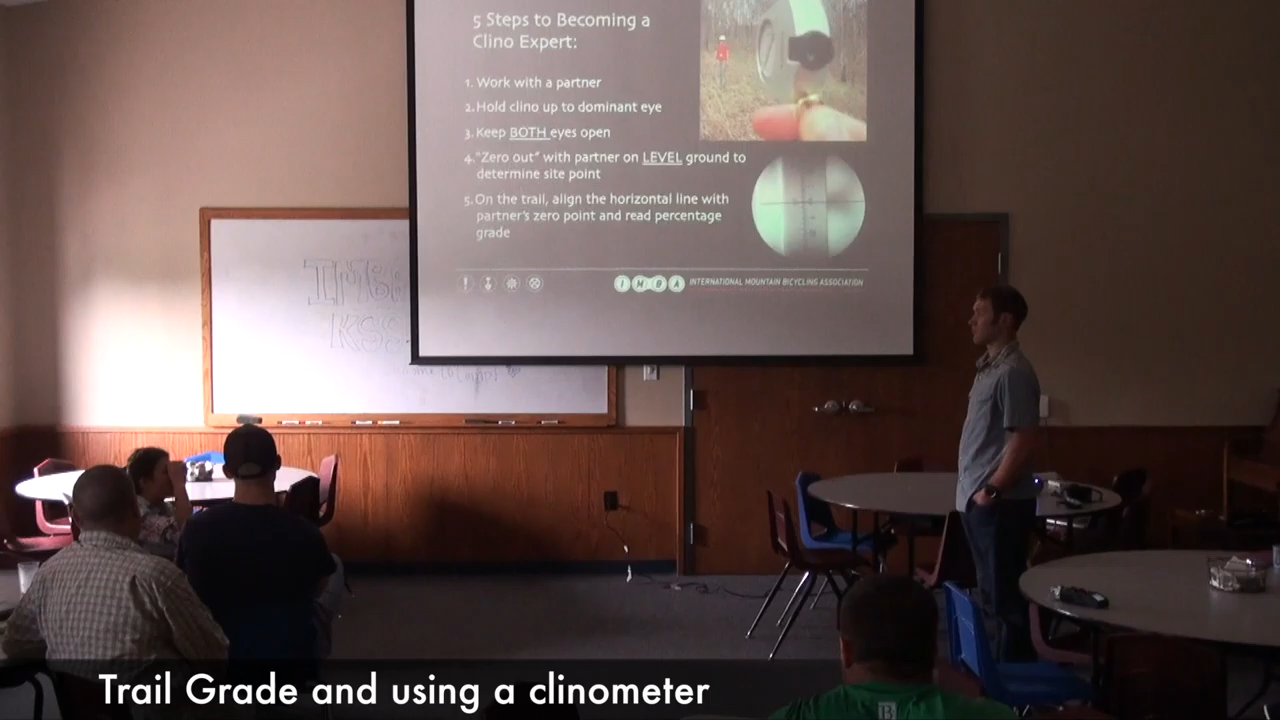 5 Steps to Becoming a
Clino Expert:
1. Work with a partner
2. Hold clino up to dominant eye
3. Keep BOTH eyes open
4. "Zero out" with partner on LEVEL ground to
determine site point
5. On the trail, align the horizontal line with
partner's zero point and read percentage
grade
IMBA INTERNATIONAL MOUNTAIN BICYCLING ASSOCIATION
IMBA
KSS
B
Trail Grade and using a clinometer